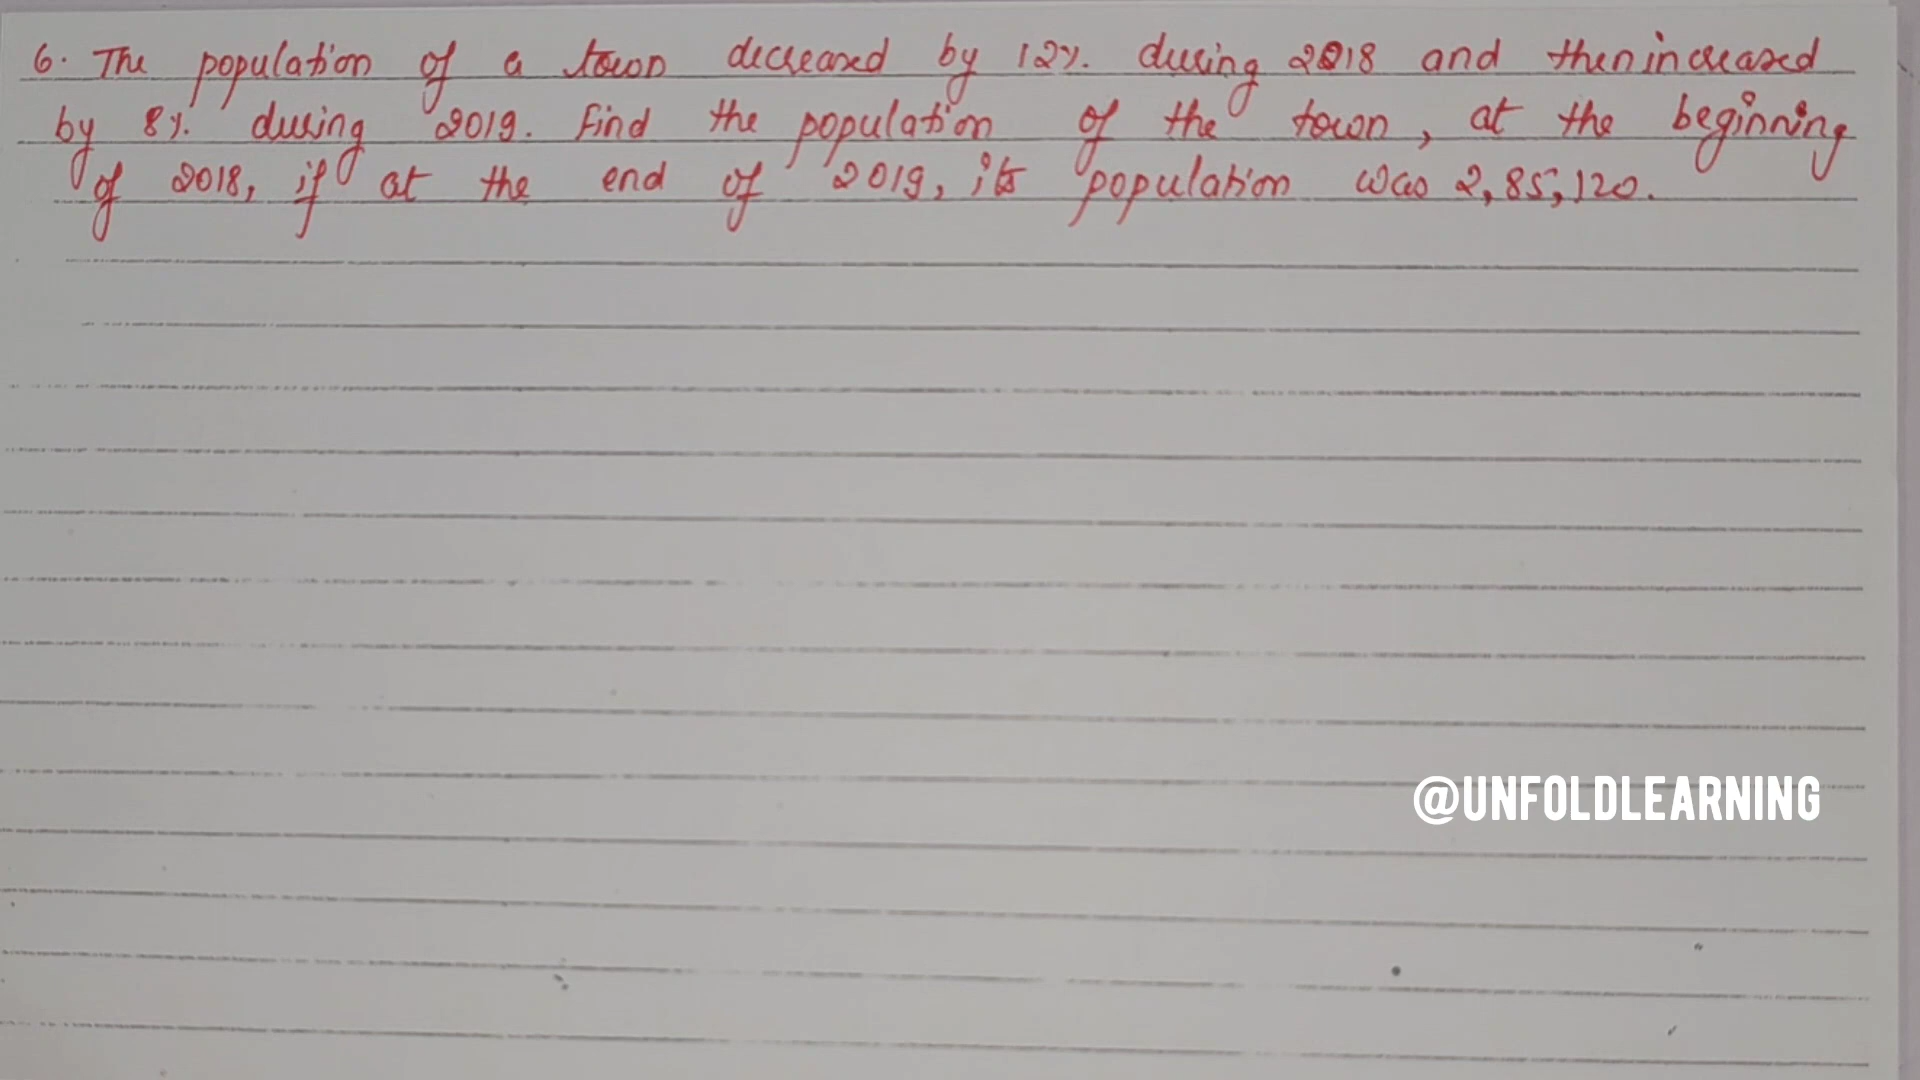 6. The population of a town decreased by 12%. during 2018 and then increased
by 8%. during 2019. Find the population of the town, at the beginning
of 2018, if at the end of 2019, its population was 2,85,120.
@UNFOLDLEARNING